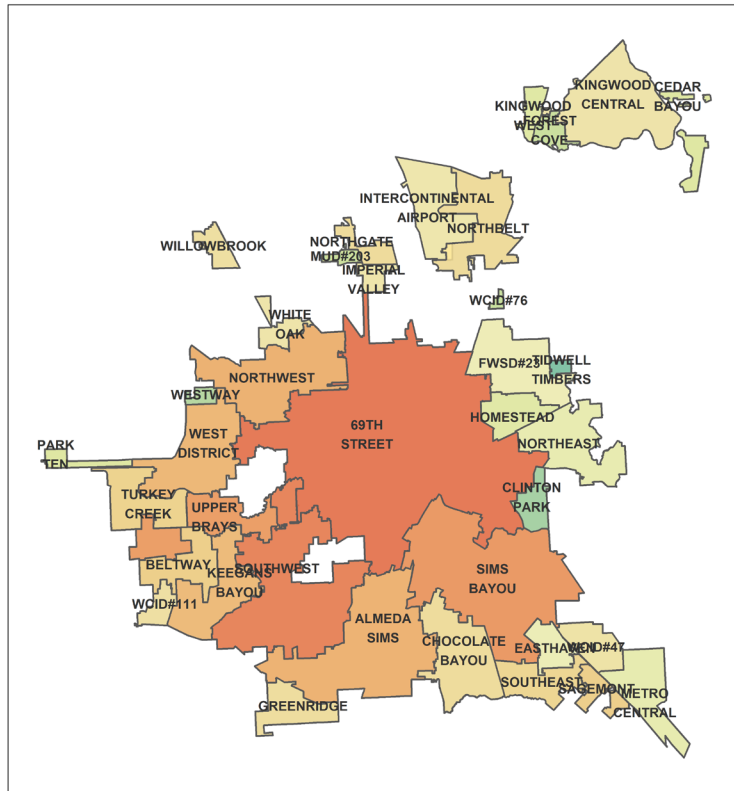 KINGWOOD
CENTRAL
CEDAR
BAYOU
KINGWOOD
WEST
FOREST
COVE
INTERCONTINENTAL
AIRPORT
NORTHBELT
WILLOWBROOK
NORTHGATE
MUD#203
IMPERIAL
VALLEY
WCID#76
WHITE
OAK
FWSD#23
TIDWELL
TIMBERS
NORTHWEST
WESTWAY
HOMESTEAD
69TH
STREET
WEST
DISTRICT
NORTHEAST
PARK
TEN
TURKEY
CREEK
UPPER
BRAYS
CLINTON
PARK
BELTWAY
KEEGANS
BAYOU
SOUTHWEST
SIMS
BAYOU
WCID#111
ALMEDA
SIMS
CHOCOLATE
BAYOU
EASTHAVEN
WCID#47
SOUTHEAST
SAGEMONT
METRO
CENTRAL
GREENRIDGE